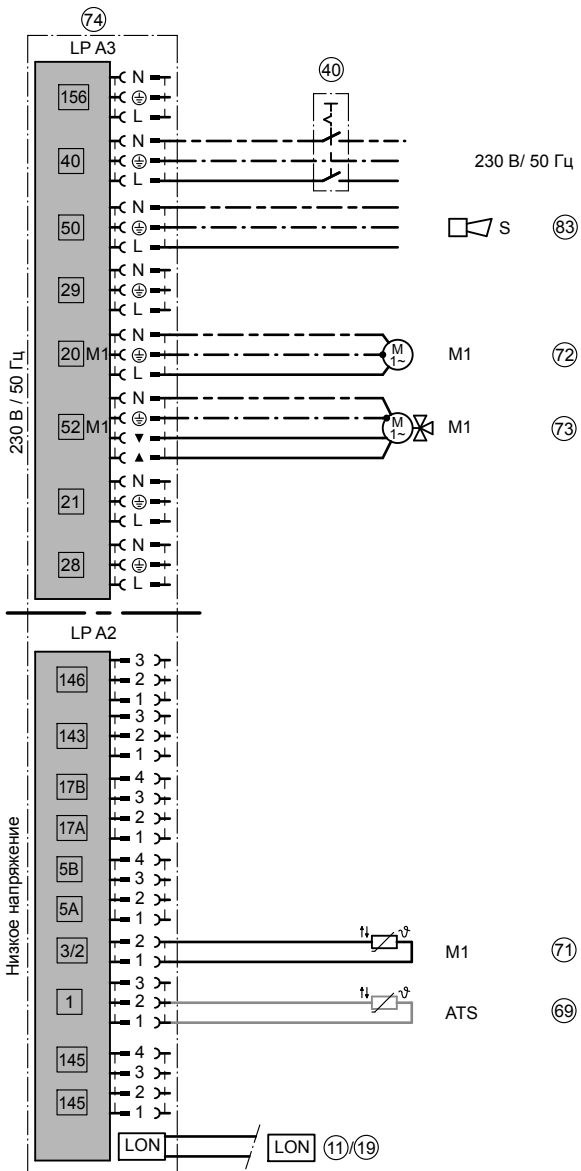 74
LP A3
40
N
156
L
N
40
L
230 В/ 50 Гц
N
50
L
S
83
N
29
L
N
20 M1
L
M
1~
M1
72
N
52 M1
▼
▲
M
1~
M1
73
N
21
L
N
28
L
230 В / 50 Гц
LP A2
3
146
2
1
3
143
2
1
17B
4
3
17A
2
1
5B
4
3
5A
2
1
3/2
2
1
↑↓ ϑ
M1
71
3
1
2
1
↑↓ ϑ
ATS
69
145
4
3
145
2
1
Низкое напряжение
LON
LON
11/19